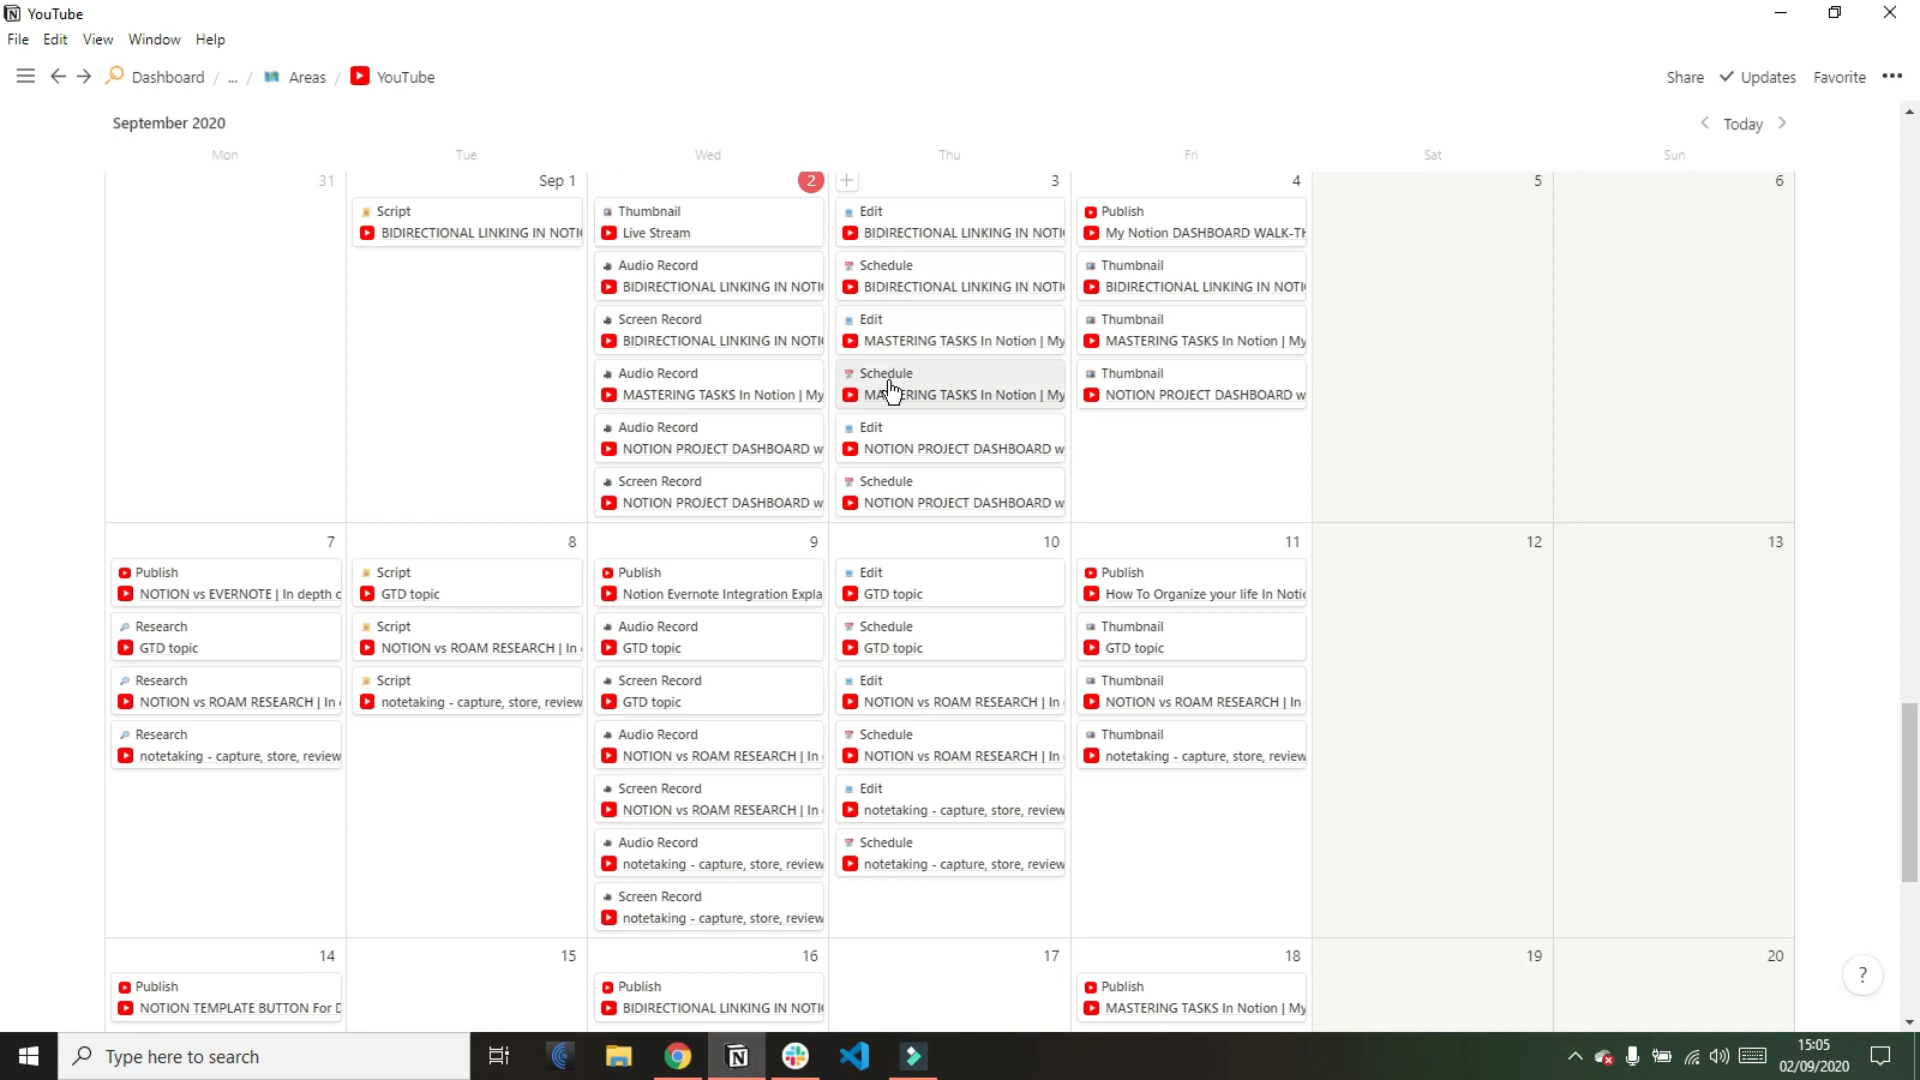 YouTube
File Edit View Window Help
Dashboard / ... / Areas / YouTube
Share Updates Favorite
September 2020
Today
Mon Tue Wed Thu Fri Sat Sun
31 Sep 1 2 3 4 5 6
Script
BIDIRECTIONAL LINKING IN NOTI
Thumbnail
Live Stream
Audio Record
BIDIRECTIONAL LINKING IN NOTI
Screen Record
BIDIRECTIONAL LINKING IN NOTI
Audio Record
MASTERING TASKS In Notion | My
Audio Record
NOTION PROJECT DASHBOARD w
Screen Record
NOTION PROJECT DASHBOARD w
Edit
BIDIRECTIONAL LINKING IN NOTI
Schedule
BIDIRECTIONAL LINKING IN NOTI
Edit
MASTERING TASKS In Notion | My
Schedule
MASTERING TASKS In Notion | My
Edit
NOTION PROJECT DASHBOARD w
Schedule
NOTION PROJECT DASHBOARD w
Publish
My Notion DASHBOARD WALK-TH
Thumbnail
BIDIRECTIONAL LINKING IN NOTI
Thumbnail
MASTERING TASKS In Notion | My
Thumbnail
NOTION PROJECT DASHBOARD w
7 8 9 10 11 12 13
Publish
NOTION vs EVERNOTE | In depth c
Research
GTD topic
Research
NOTION vs ROAM RESEARCH | In
Research
notetaking - capture, store, review
Script
GTD topic
Script
NOTION vs ROAM RESEARCH | In
Script
notetaking - capture, store, review
Publish
Notion Evernote Integration Expla
Audio Record
GTD topic
Screen Record
GTD topic
Audio Record
NOTION vs ROAM RESEARCH | In
Screen Record
NOTION vs ROAM RESEARCH | In
Audio Record
notetaking - capture, store, review
Screen Record
notetaking - capture, store, review
Edit
GTD topic
Schedule
GTD topic
Edit
NOTION vs ROAM RESEARCH | In
Schedule
NOTION vs ROAM RESEARCH | In
Edit
notetaking - capture, store, review
Schedule
notetaking - capture, store, review
Publish
How To Organize your life In Notic
Thumbnail
GTD topic
Thumbnail
NOTION vs ROAM RESEARCH | In
Thumbnail
notetaking - capture, store, review
14 15 16 17 18 19 20
Publish
NOTION TEMPLATE BUTTON For D
Publish
BIDIRECTIONAL LINKING IN NOTI
Publish
MASTERING TASKS In Notion | My
?
Type here to search
15:05
02/09/2020